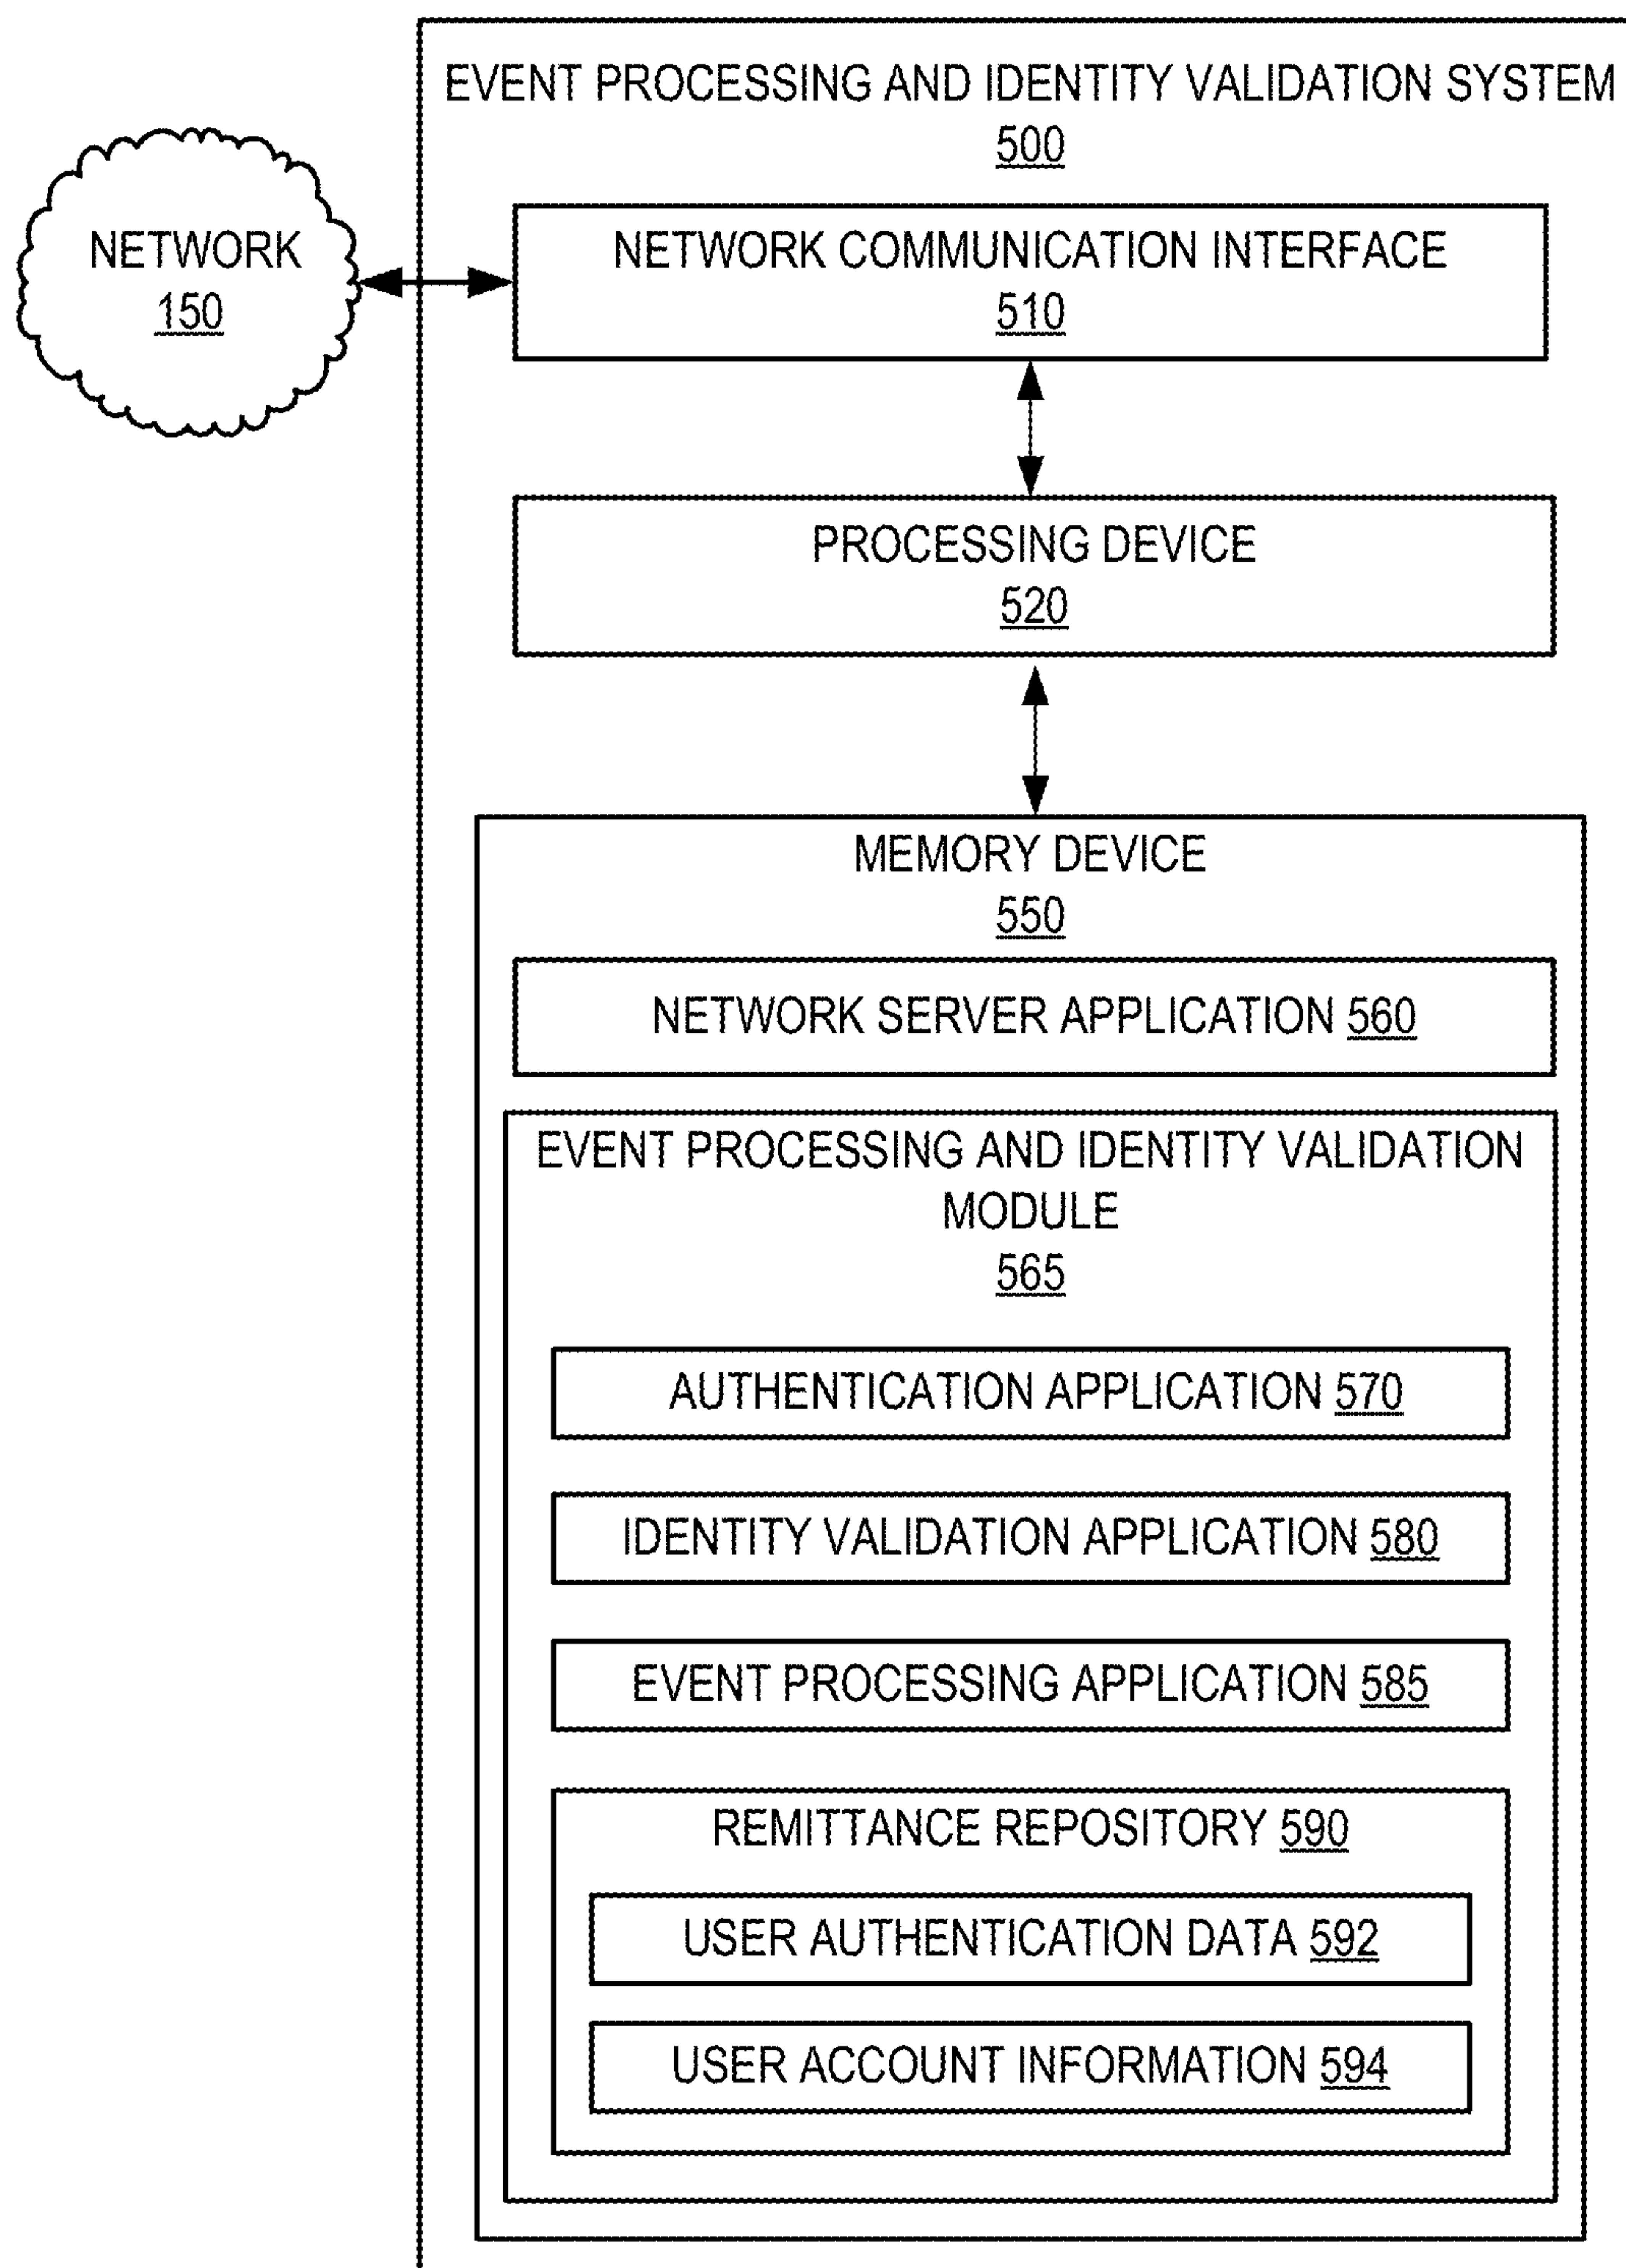 EVENT PROCESSING AND IDENTITY VALIDATION SYSTEM
500
NETWORK
150
NETWORK COMMUNICATION INTERFACE
510
PROCESSING DEVICE
520
MEMORY DEVICE
550
NETWORK SERVER APPLICATION 560
EVENT PROCESSING AND IDENTITY VALIDATION
MODULE
565
AUTHENTICATION APPLICATION 570
IDENTITY VALIDATION APPLICATION 580
EVENT PROCESSING APPLICATION 585
REMITTANCE REPOSITORY 590
USER AUTHENTICATION DATA 592
USER ACCOUNT INFORMATION 594